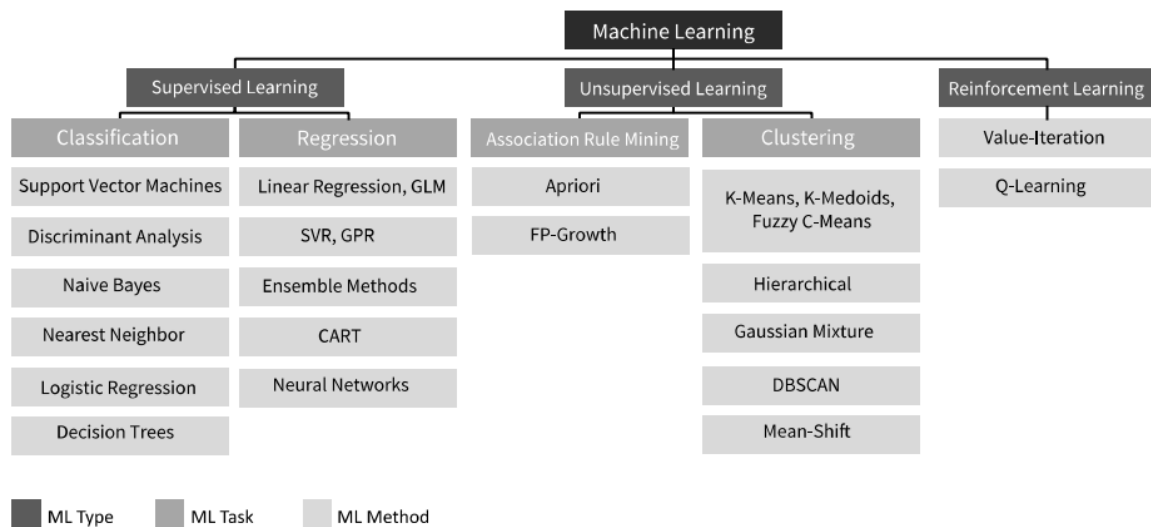 Machine Learning
Supervised Learning
Unsupervised Learning
Reinforcement Learning
Classification
Regression
Association Rule Mining
Clustering
Support Vector Machines
Discriminant Analysis
Naive Bayes
Nearest Neighbor
Logistic Regression
Decision Trees
Linear Regression, GLM
SVR, GPR
Ensemble Methods
CART
Neural Networks
Apriori
FP-Growth
K-Means, K-Medoids,
Fuzzy C-Means
Hierarchical
Gaussian Mixture
DBSCAN
Mean-Shift
Value-Iteration
Q-Learning
ML Type
ML Task
ML Method